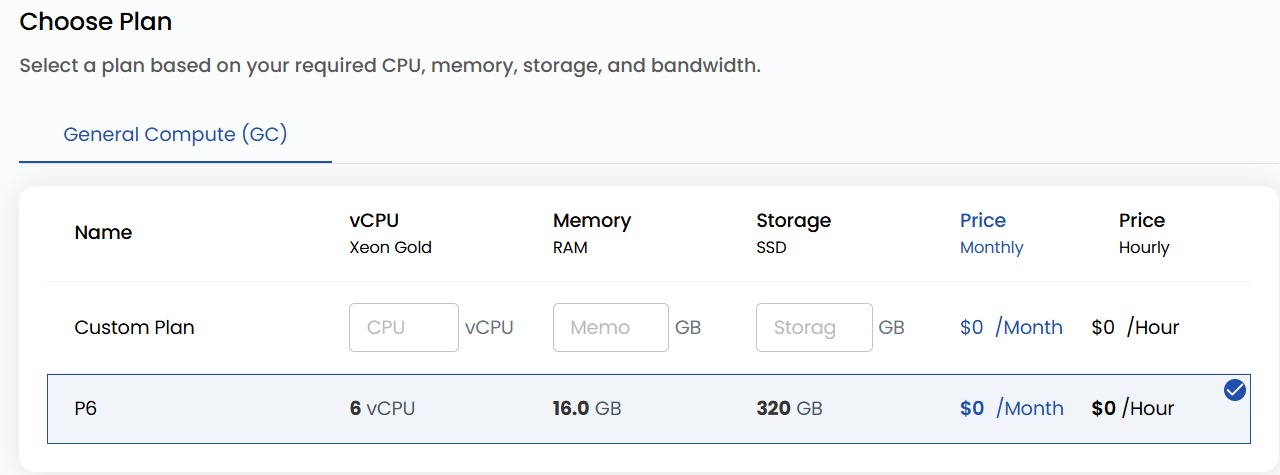 Choose Plan
Select a plan based on your required CPU, memory, storage, and bandwidth.
General Compute (GC)
Name vCPU Xeon Gold Memory RAM Storage SSD Price Monthly Price Hourly
Custom Plan CPU vCPU Memo GB Storag GB $0 /Month $0 /Hour
P6 6 vCPU 16.0 GB 320 GB $0 /Month $0 /Hour